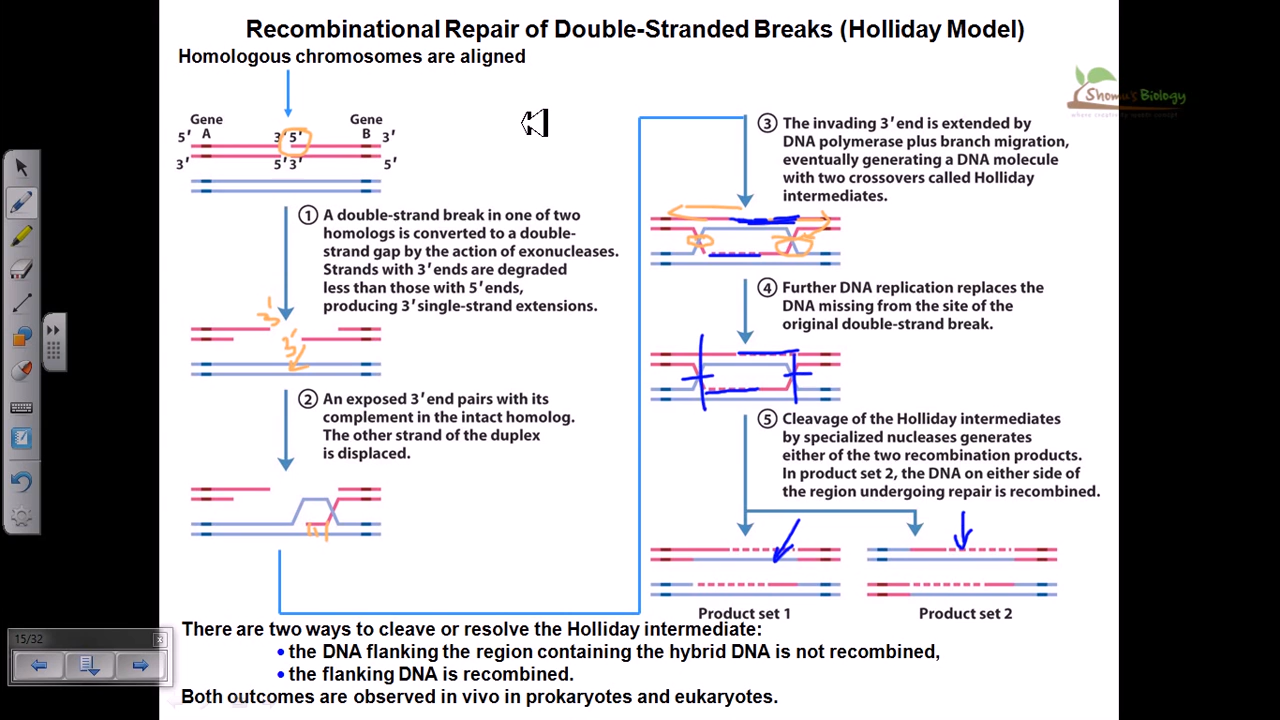 Recombinational Repair of Double-Stranded Breaks (Holliday Model)
Homologous chromosomes are aligned
Shomu's Biology
Gene
A
Gene
B
5′
3′ 5′
3′
3′
5′ 3′
5′
1 A double-strand break in one of two
homologs is converted to a double-
strand gap by the action of exonucleases.
Strands with 3′ ends are degraded
less than those with 5′ ends,
producing 3′ single-strand extensions.
3'
3'
2 An exposed 3′ end pairs with its
complement in the intact homolog.
The other strand of the duplex
is displaced.
3 The invading 3′ end is extended by
DNA polymerase plus branch migration,
eventually generating a DNA molecule
with two crossovers called Holliday
intermediates.
4 Further DNA replication replaces the
DNA missing from the site of the
original double-strand break.
5 Cleavage of the Holliday intermediates
by specialized nucleases generates
either of the two recombination products.
In product set 2, the DNA on either side of
the region undergoing repair is recombined.
Product set 1
Product set 2
There are two ways to cleave or resolve the Holliday intermediate:
• the DNA flanking the region containing the hybrid DNA is not recombined,
• the flanking DNA is recombined.
Both outcomes are observed in vivo in prokaryotes and eukaryotes.
15/32